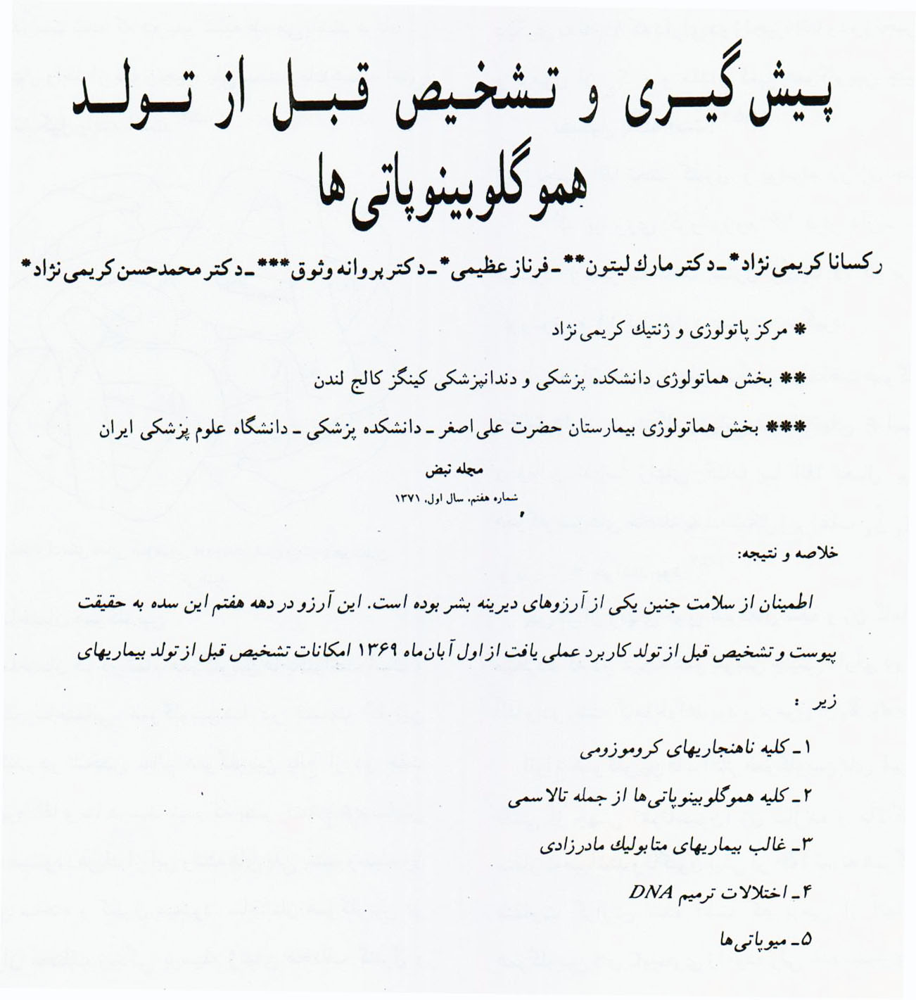 پیش‌گیری و تشخیص قبل از تولد
هموگلوبینوپاتی‌ها
رکسانا کریمی‌نژاد* ـ دکتر مارك لیتون** ـ فرناز عظیمی* ـ دکتر پروانه وثوق*** ـ دکتر محمدحسن کریمی‌نژاد*
* مرکز پاتولوژی و ژنتیك کریمی‌نژاد
** بخش هماتولوژی دانشکده پزشکی و دندانپزشکی کینگز کالج لندن
*** بخش هماتولوژی بیمارستان حضرت علی‌اصغر ـ دانشکده پزشکی ـ دانشگاه علوم پزشکی ایران
مجله نبض
شماره هفتم، سال اول، ۱۳۷۱
خلاصه و نتیجه:
اطمینان از سلامت جنین یکی از آرزوهای دیرینه بشر بوده است. این آرزو در دهه هفتم این سده به حقیقت
پیوست و تشخیص قبل از تولد کاربرد عملی یافت از اول آبان‌ماه ۱۳۶۹ امکانات تشخیص قبل از تولد بیماریهای
زیر :
۱ـ کلیه ناهنجاریهای کروموزومی
۲ـ کلیه هموگلوبینوپاتی‌ها از جمله تالاسمی
۳ـ غالب بیماریهای متابولیك مادرزادی
۴ـ اختلالات ترمیم DNA
۵ـ میوپاتی‌ها